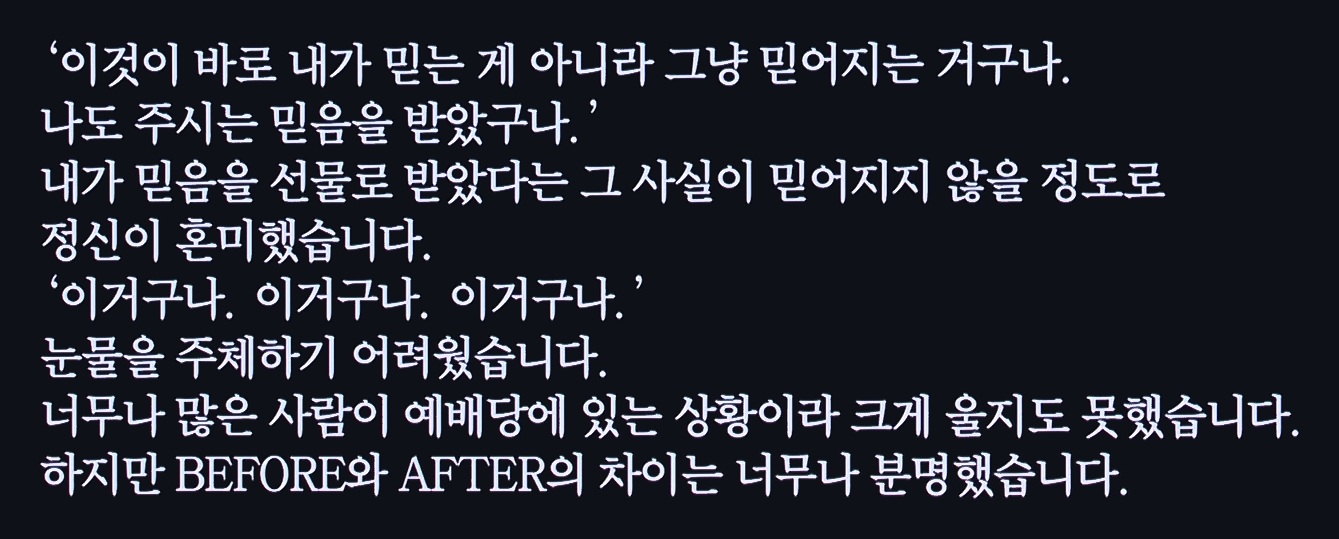 ‘이것이 바로 내가 믿는 게 아니라 그냥 믿어지는 거구나.
나도 주시는 믿음을 받았구나.’
내가 믿음을 선물로 받았다는 그 사실이 믿어지지 않을 정도로
정신이 혼미했습니다.
‘이거구나. 이거구나. 이거구나.’
눈물을 주체하기 어려웠습니다.
너무나 많은 사람이 예배당에 있는 상황이라 크게 울지도 못했습니다.
하지만 BEFORE와 AFTER의 차이는 너무나 분명했습니다.